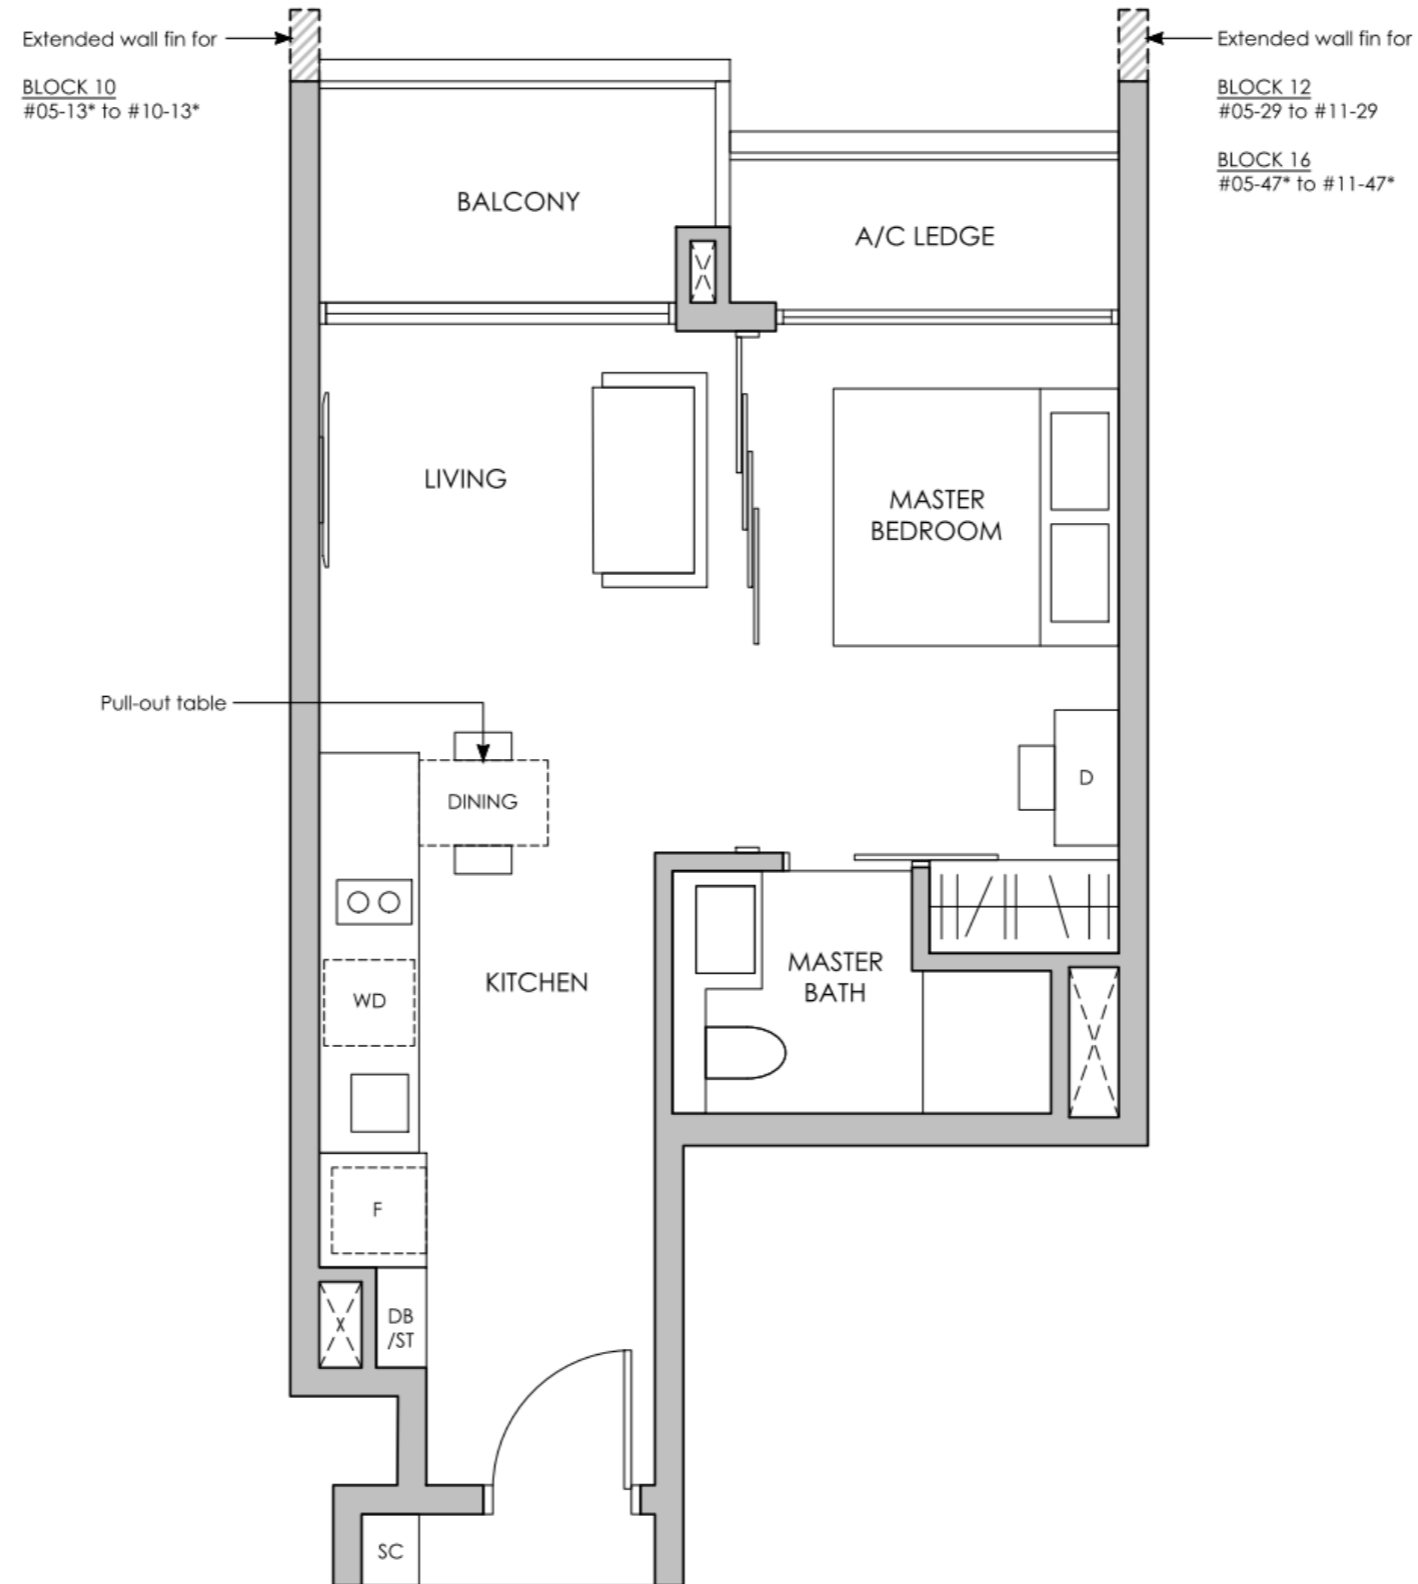 Extended wall fin for
BLOCK 10
#05-13* to #10-13*
Extended wall fin for
BLOCK 12
#05-29 to #11-29
BLOCK 16
#05-47* to #11-47*
BALCONY
A/C LEDGE
LIVING
MASTER
BEDROOM
Pull-out table
DINING
D
KITCHEN
MASTER
BATH
WD
F
DB
/ST
SC